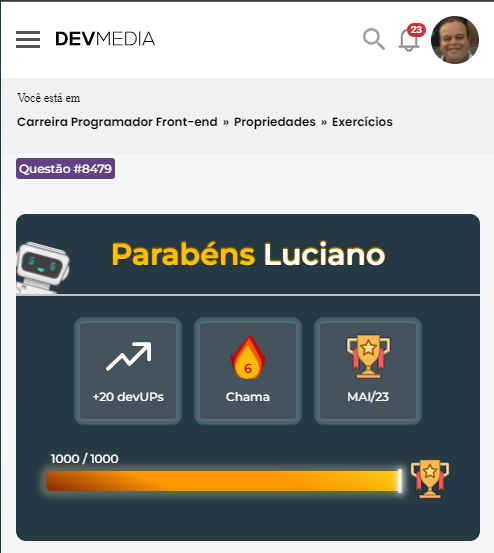 DEVMEDIA
23
Você está em
Carreira Programador Front-end » Propriedades » Exercícios
Questão #8479
Parabéns Luciano
6
+20 devUPs
Chama
MAI/23
1000 / 1000